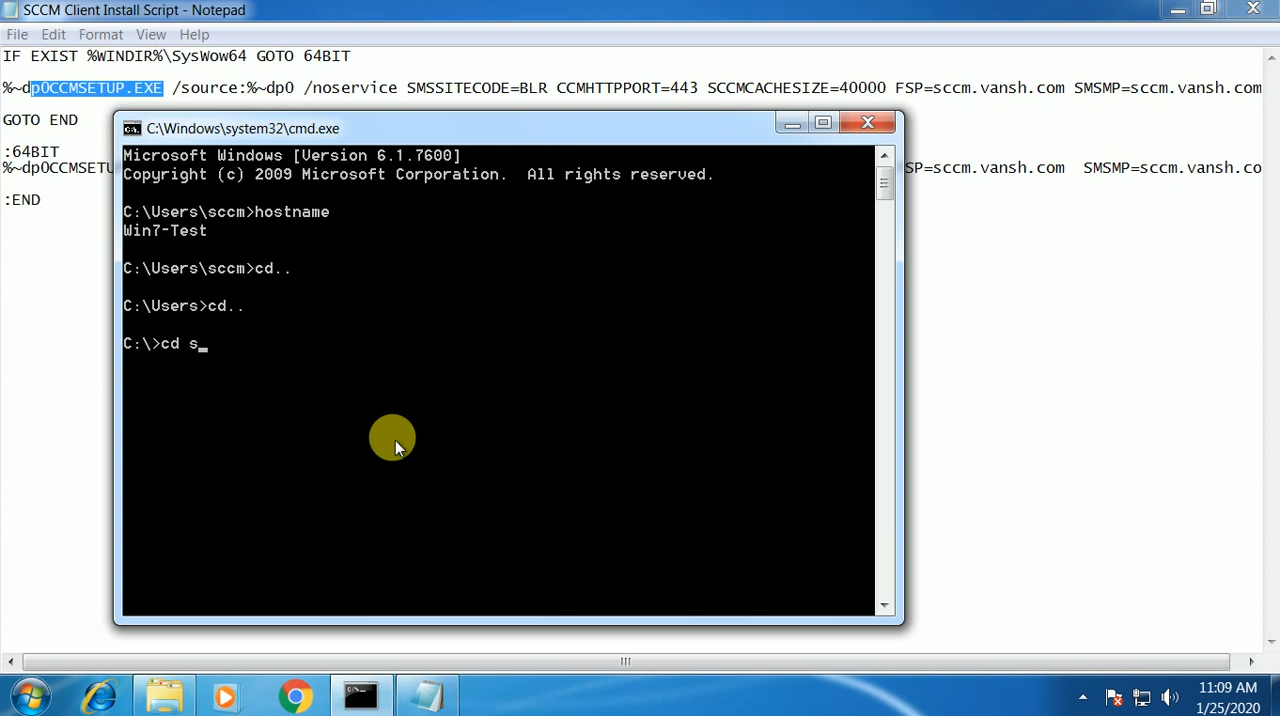 SCCM Client Install Script - Notepad
File Edit Format View Help
IF EXIST %WINDIR%\SysWow64 GOTO 64BIT
%~dp0CCMSETUP.EXE /source:%~dp0 /noservice SMSSITECODE=BLR CCMHTTPPORT=443 SCCMCACHESIZE=40000 FSP=sccm.vansh.com SMSMP=sccm.vansh.com
GOTO END
:64BIT
%~dp0CCMSETU SP=sccm.vansh.com SMSMP=sccm.vansh.co
:END
C:\Windows\system32\cmd.exe
Microsoft Windows [Version 6.1.7600]
Copyright (c) 2009 Microsoft Corporation. All rights reserved.
C:\Users\sccm>hostname
Win7-Test
C:\Users\sccm>cd..
C:\Users>cd..
C:\>cd s_
11:09 AM
1/25/2020